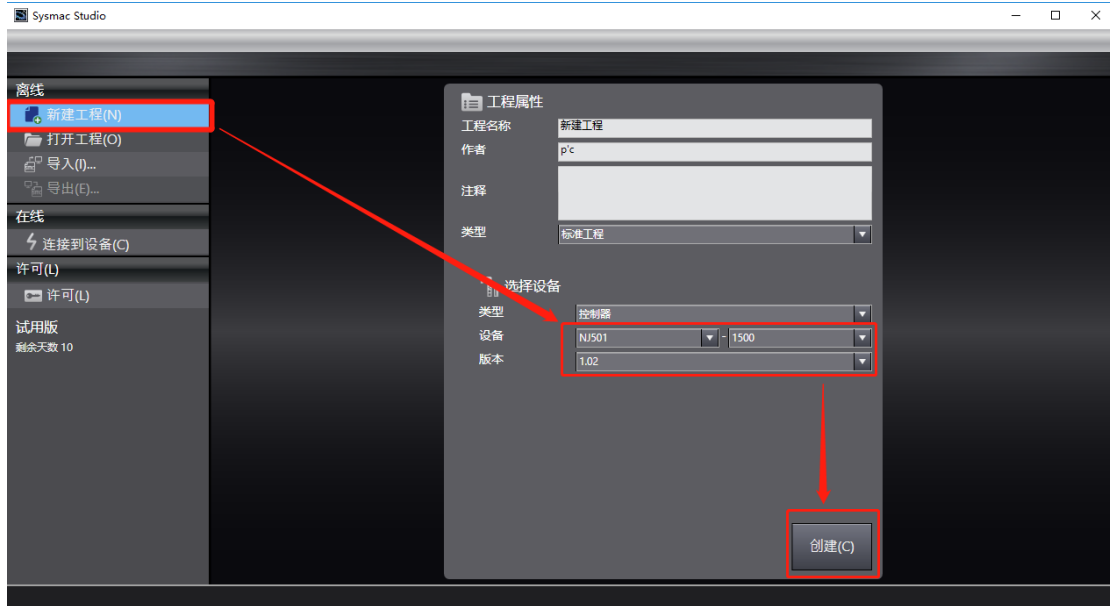 Sysmac Studio
离线
新建工程(N)
打开工程(O)
导入(I)...
导出(E)...
在线
连接到设备(C)
许可(L)
许可(L)
试用版
剩余天数 10
工程属性
工程名称 新建工程
作者 p'c
注释
类型 标准工程
选择设备
类型 控制器
设备 NJ501 - 1500
版本 1.02
创建(C)